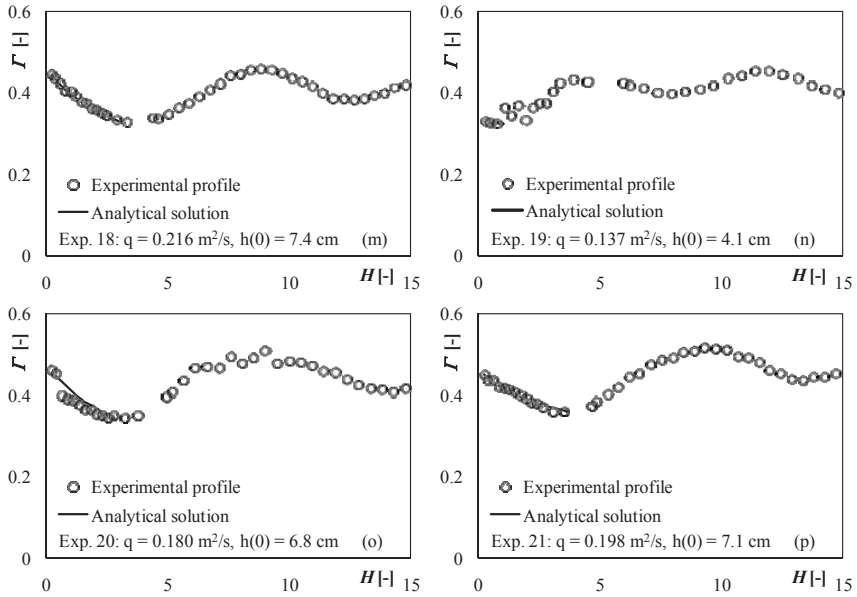 0.6
Γ [-]
0.4
0.2
0
Experimental profile
Analytical solution
Exp. 18: q = 0.216 m²/s, h(0) = 7.4 cm (m)
0 5 10 H [-] 15
0.6
Γ [-]
0.4
0.2
0
Experimental profile
Analytical solution
Exp. 19: q = 0.137 m²/s, h(0) = 4.1 cm (n)
0 5 10 H [-] 15
0.6
Γ [-]
0.4
0.2
0
Experimental profile
Analytical solution
Exp. 20: q = 0.180 m²/s, h(0) = 6.8 cm (o)
0 5 10 H [-] 15
0.6
Γ [-]
0.4
0.2
0
Experimental profile
Analytical solution
Exp. 21: q = 0.198 m²/s, h(0) = 7.1 cm (p)
0 5 10 H [-] 15